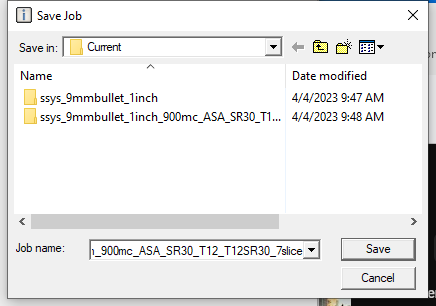 Save Job
Save in: Current
Name Date modified
ssys_9mmbullet_1inch 4/4/2023 9:47 AM
ssys_9mmbullet_1inch_900mc_ASA_SR30_T1... 4/4/2023 9:48 AM
Job name: _900mc_ASA_SR30_T12_T12SR30_7slice Save
Cancel